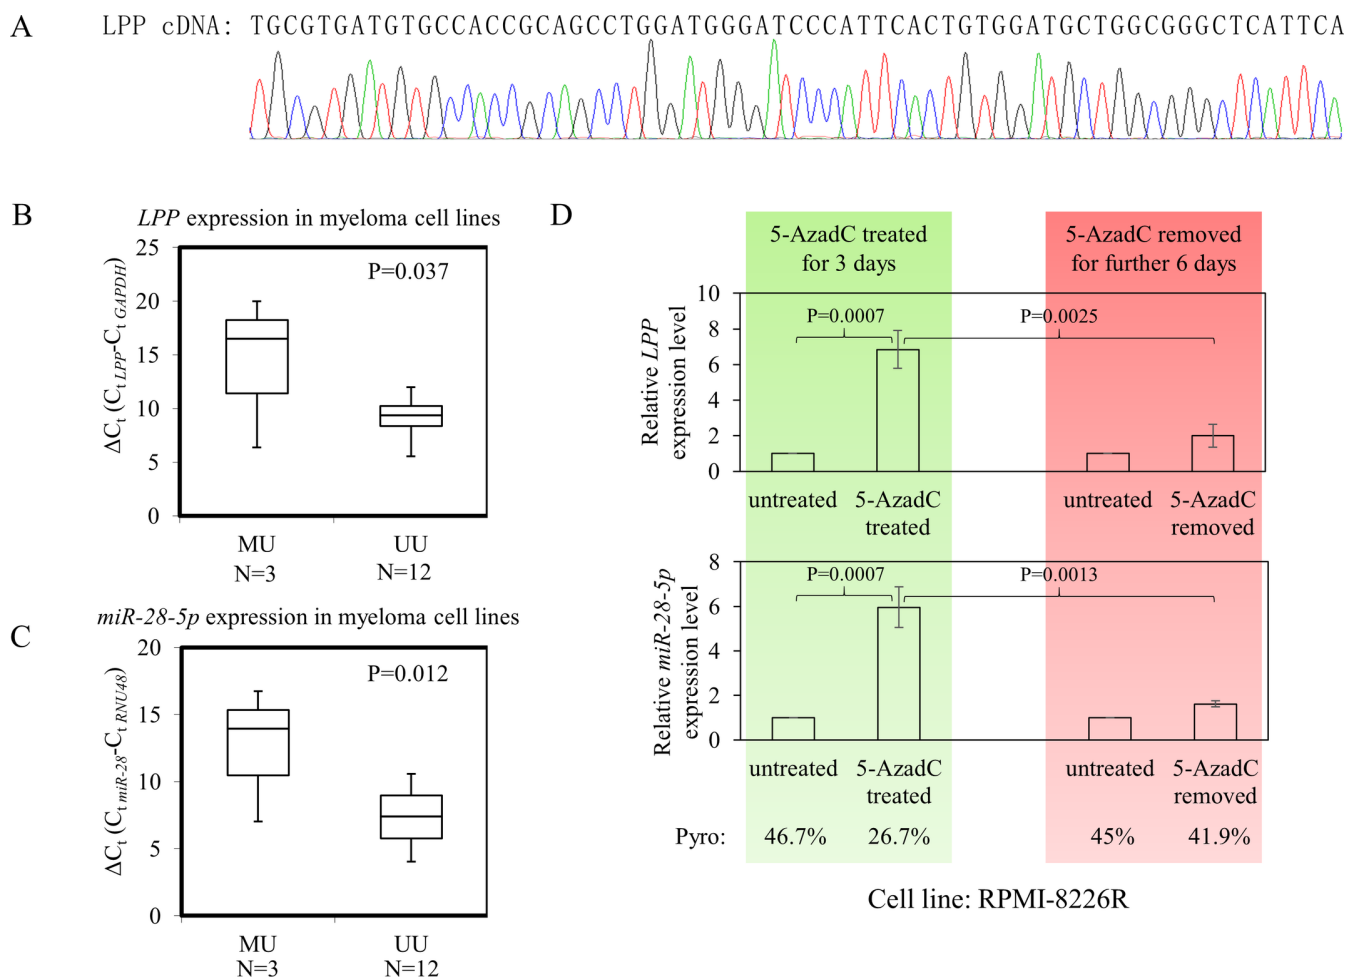 A
LPP cDNA: TGCGTGATGTGCCACCGCAGCCTGGATGGGATCCCATTCACTGTGGATGCTGGCGGGCTCATTCA
B
LPP expression in myeloma cell lines
25
20
15
10
5
0
ΔCt (Ct LPP-Ct GAPDH)
P=0.037
MU
UU
N=3
N=12
C
miR-28-5p expression in myeloma cell lines
20
15
10
5
0
ΔCt (Ct miR-28-Ct RNU48)
P=0.012
MU
UU
N=3
N=12
D
5-AzadC treated
for 3 days
5-AzadC removed
for further 6 days
Relative LPP
expression level
10
8
6
4
2
0
P=0.0007
P=0.0025
untreated
5-AzadC
treated
untreated
5-AzadC
removed
Relative miR-28-5p
expression level
8
6
4
2
0
P=0.0007
P=0.0013
untreated
5-AzadC
treated
untreated
5-AzadC
removed
Pyro: 46.7% 26.7% 45% 41.9%
Cell line: RPMI-8226R